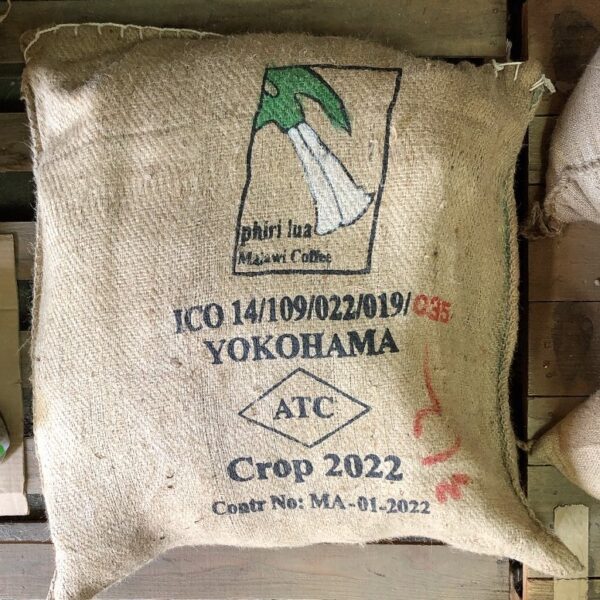 phiri lua
Malawi Coffee
ICO 14/109/022/019/035
YOKOHAMA
ATC
Crop 2022
Contr No: MA-01-2022